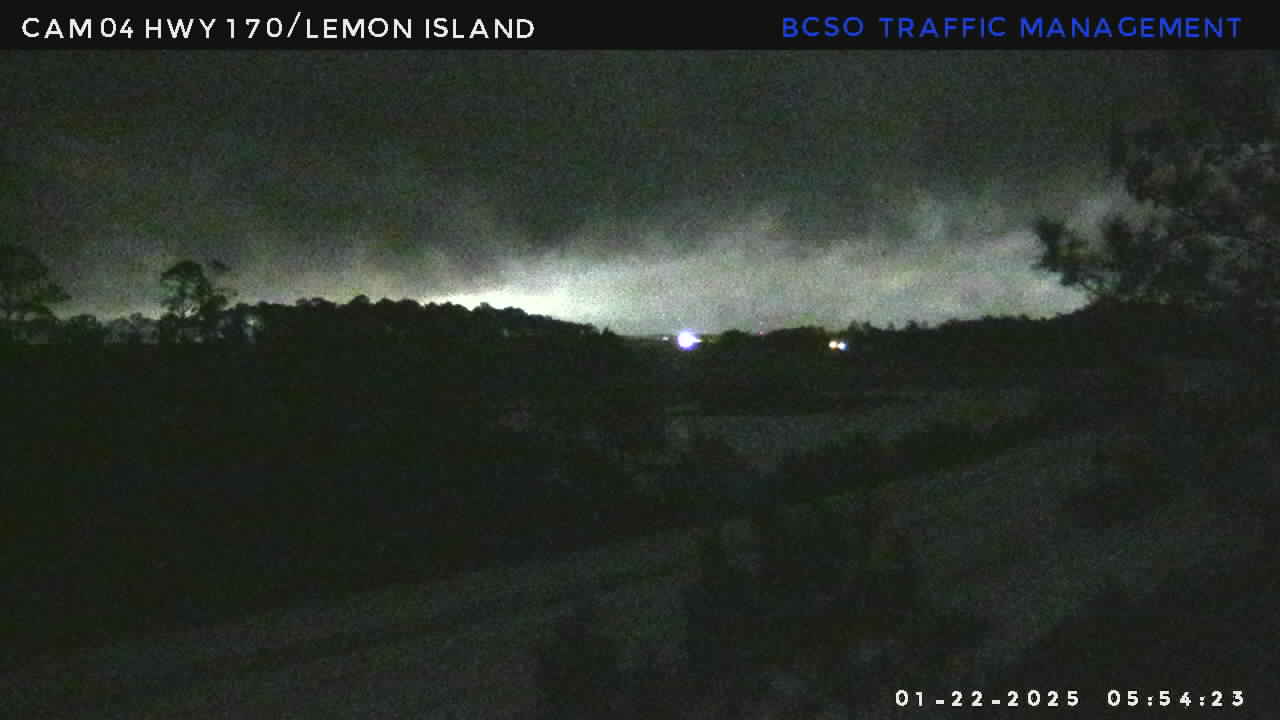 CAM04 HWY 170/LEMON ISLAND
BCSO TRAFFIC MANAGEMENT
01-22-2025 05:54:23